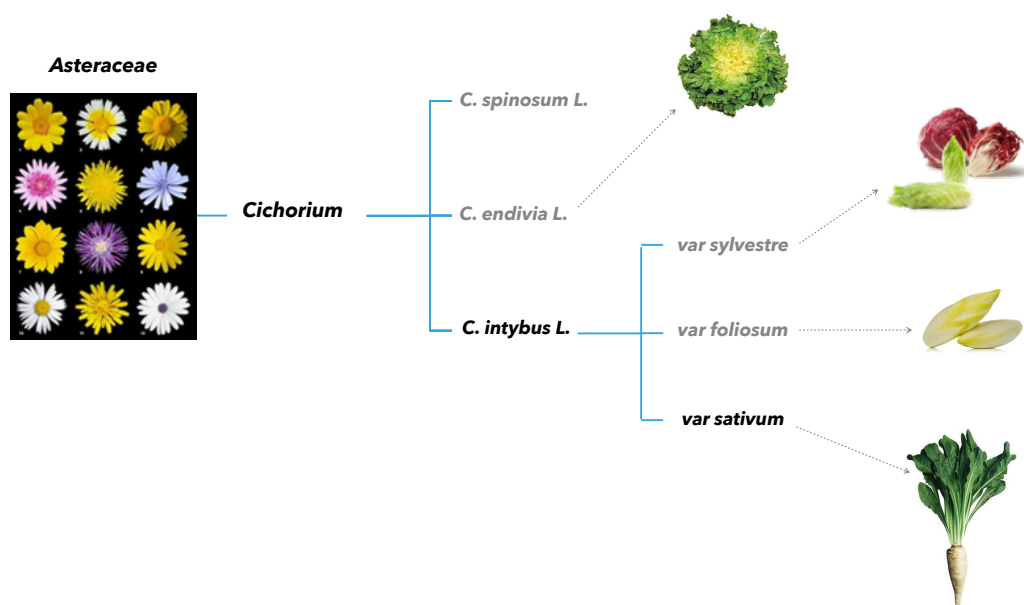 Asteraceae
C. spinosum L.
Cichorium
C. endivia L.
var sylvestre
C. intybus L.
var foliosum
var sativum